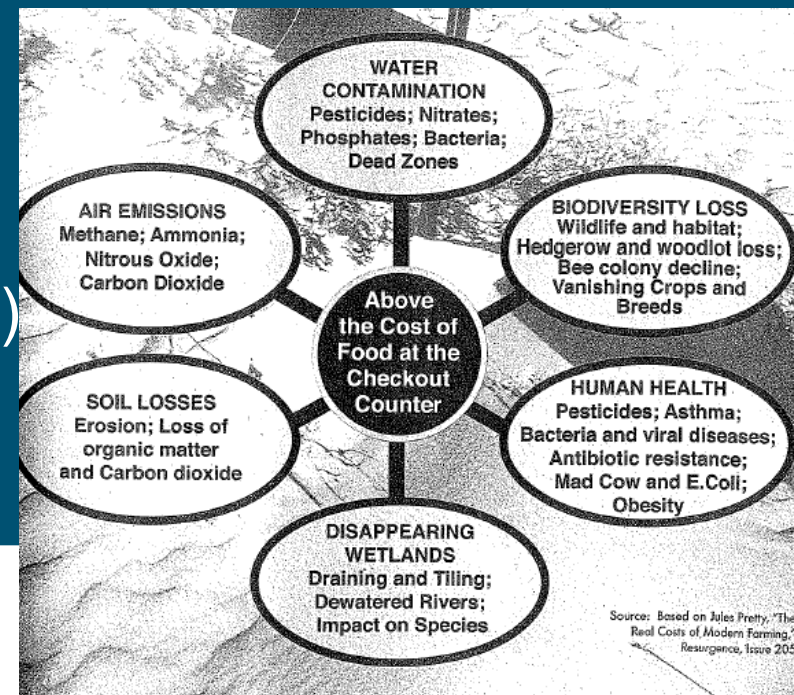 WATER
CONTAMINATION
Pesticides; Nitrates;
Phosphates; Bacteria;
Dead Zones
AIR EMISSIONS
Methane; Ammonia;
Nitrous Oxide;
Carbon Dioxide
BIODIVERSITY LOSS
Wildlife and habitat;
Hedgerow and woodlot loss;
Bee colony decline;
Vanishing Crops and
Breeds
)
Above
the Cost of
Food at the
Checkout
Counter
SOIL LOSSES
Erosion; Loss of
organic matter
and Carbon dioxide
HUMAN HEALTH
Pesticides; Asthma;
Bacteria and viral diseases;
Antibiotic resistance;
Mad Cow and E.Coli;
Obesity
DISAPPEARING
WETLANDS
Draining and Tiling;
Dewatered Rivers;
Impact on Species
Source: Based on Jules Pretty, "The
Real Costs of Modern Farming,"
Resurgence, Issue 205